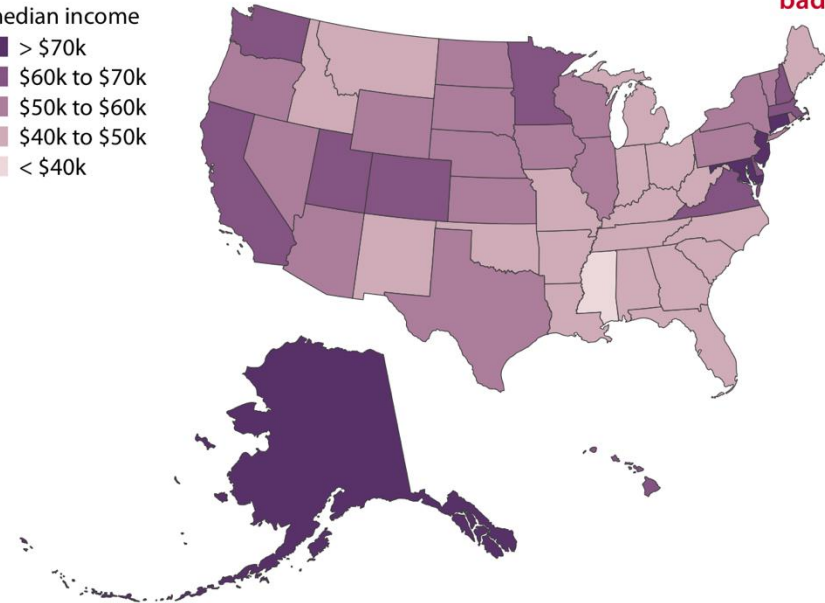 edian income
> $70k
$60k to $70k
$50k to $60k
$40k to $50k
< $40k
bad